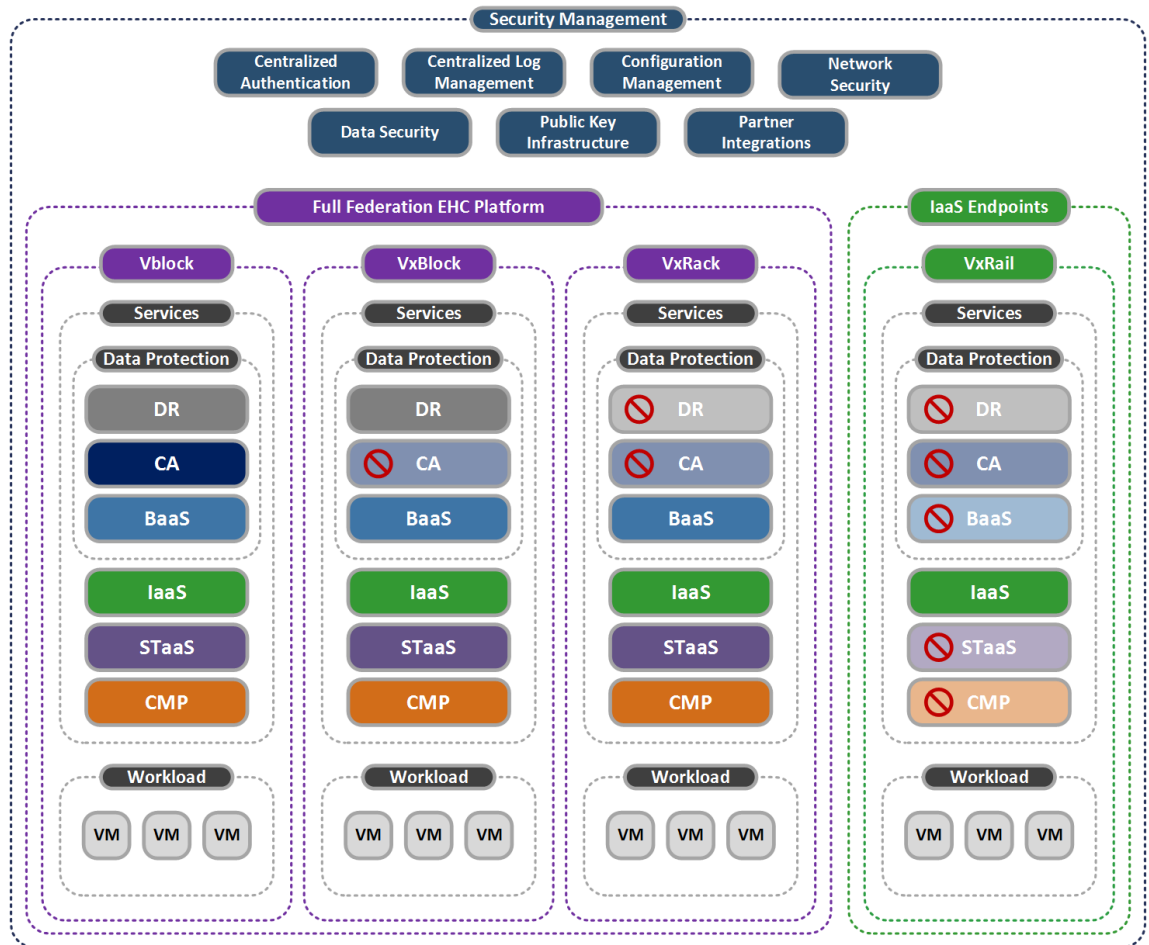 Security Management
Centralized
Authentication
Centralized Log
Management
Configuration
Management
Network
Security
Data Security
Public Key
Infrastructure
Partner
Integrations
Full Federation EHC Platform
IaaS Endpoints
Vblock
Services
Data Protection
DR
CA
BaaS
IaaS
STaaS
CMP
Workload
VM VM VM
VxBlock
Services
Data Protection
DR
CA
BaaS
IaaS
STaaS
CMP
Workload
VM VM VM
VxRack
Services
Data Protection
DR
CA
BaaS
IaaS
STaaS
CMP
Workload
VM VM VM
VxRail
Services
Data Protection
DR
CA
BaaS
IaaS
STaaS
CMP
Workload
VM VM VM